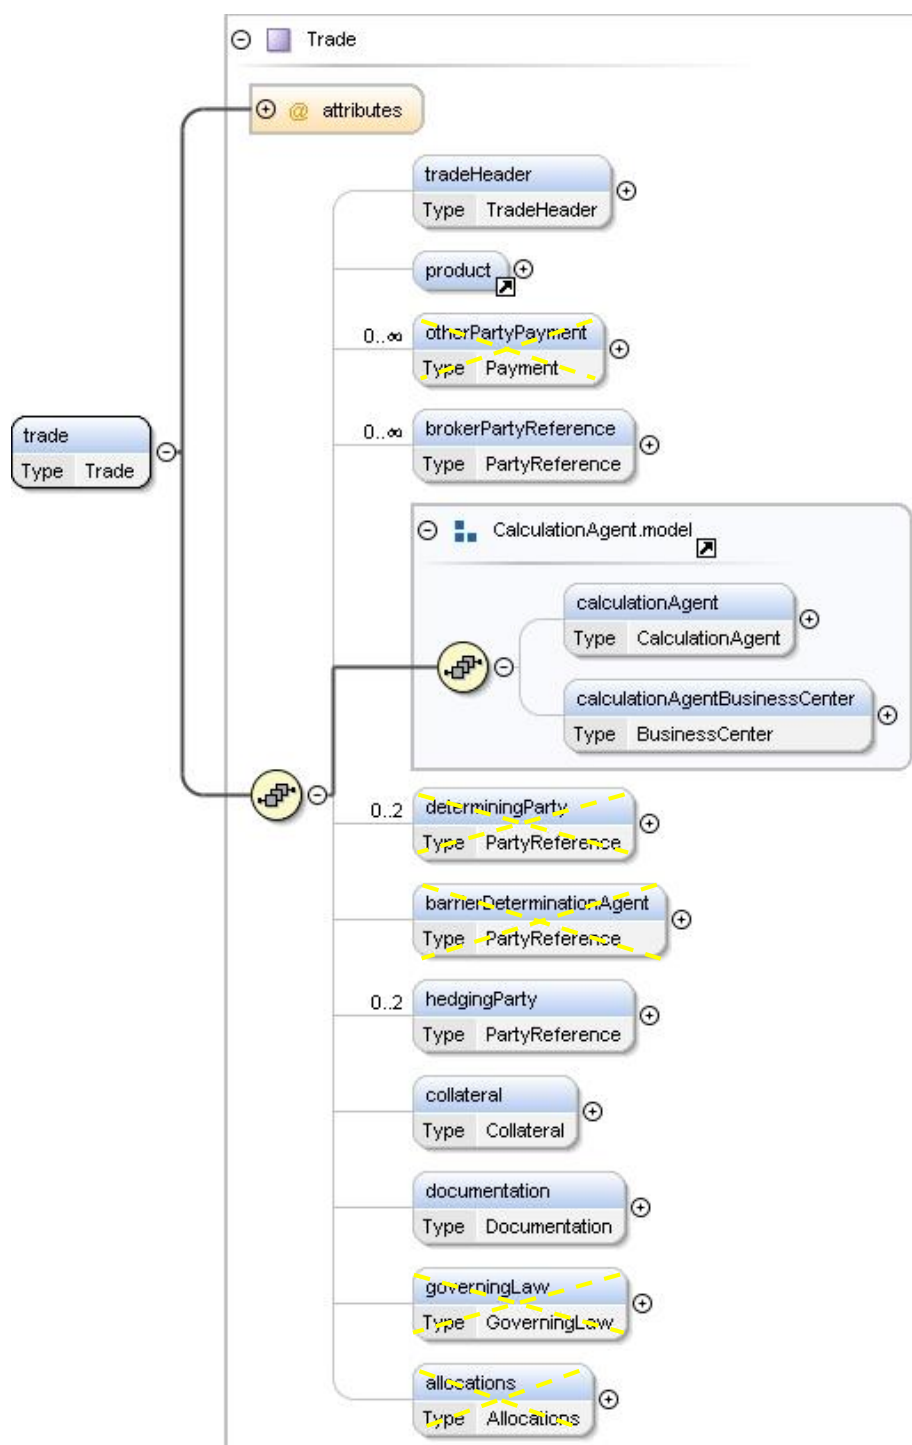 Trade
@ attributes
tradeHeader
Type TradeHeader
product
0..∞ otherPartyPayment
Type Payment
0..∞ brokerPartyReference
Type PartyReference
trade
Type Trade
CalculationAgent.model
calculationAgent
Type CalculationAgent
calculationAgentBusinessCenter
Type BusinessCenter
0..2 determiningParty
Type PartyReference
barrierDeterminationAgent
Type PartyReference
0..2 hedgingParty
Type PartyReference
collateral
Type Collateral
documentation
Type Documentation
governingLaw
Type GoverningLaw
allocations
Type Allocations